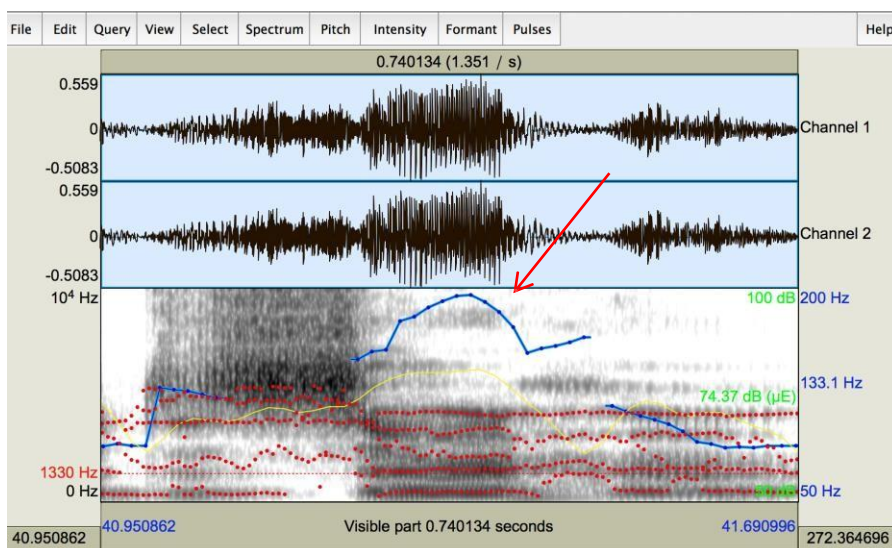 File Edit Query View Select Spectrum Pitch Intensity Formant Pulses Help
0.740134 (1.351 / s)
0.559
0
-0.5083
Channel 1
0.559
0
-0.5083
Channel 2
10⁴ Hz
100 dB
200 Hz
133.1 Hz
74.37 dB (µE)
1330 Hz
0 Hz
50 Hz
40.950862
Visible part 0.740134 seconds
41.690996
40.950862
272.364696